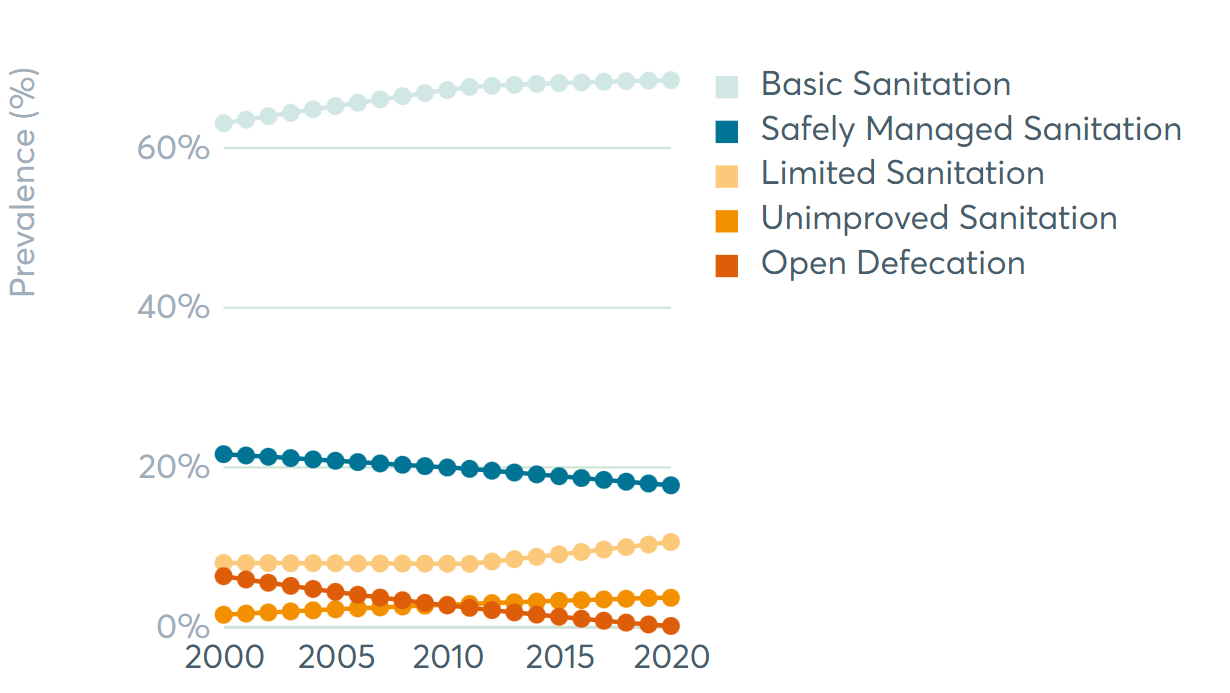 Prevalence (%)
60%
40%
20%
0%
2000 2005 2010 2015 2020
Basic Sanitation
Safely Managed Sanitation
Limited Sanitation
Unimproved Sanitation
Open Defecation